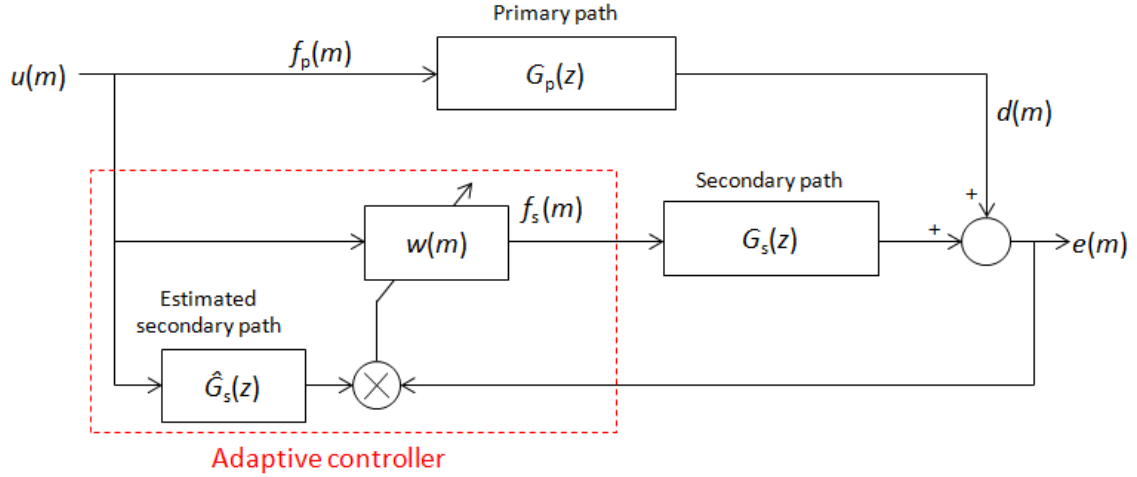 Primary path
u(m)
fₚ(m)
Gₚ(z)
d(m)
Secondary path
+
fₛ(m)
+
w(m)
Gₛ(z)
e(m)
Estimated
secondary path
Ĝₛ(z)
Adaptive controller